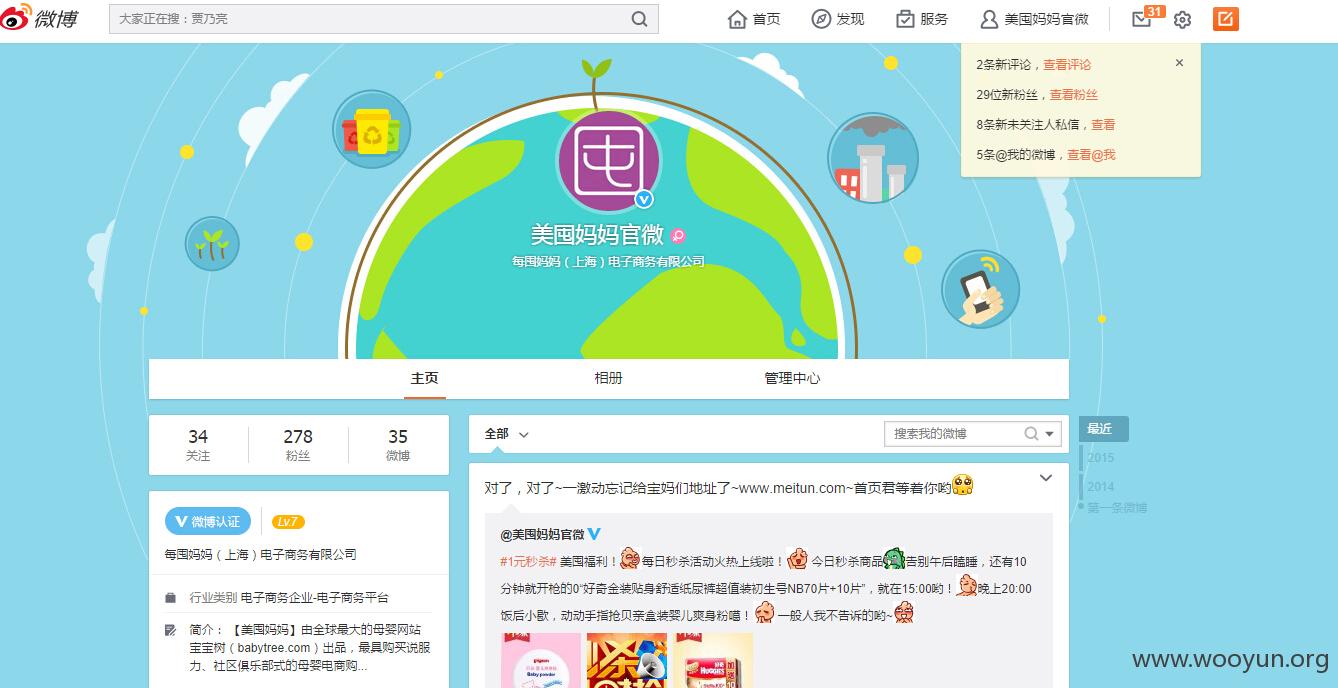 微博
大家正在搜：贾乃亮
首页
发现
服务
美囤妈妈官微
31
2条新评论，查看评论
29位新粉丝，查看粉丝
8条新未关注人私信，查看
5条@我的微博，查看@我
美囤妈妈官微
每囤妈妈（上海）电子商务有限公司
主页
相册
管理中心
34
关注
278
粉丝
35
微博
V 微博认证
Lv.7
每囤妈妈（上海）电子商务有限公司
行业类别 电子商务企业-电子商务平台
简介： 【美囤妈妈】由全球最大的母婴网站
宝宝树（babytree.com）出品，最具购买说服
力、社区俱乐部式的母婴电商购...
全部
搜索我的微博
对了，对了~一激动忘记给宝妈们地址了~www.meitun.com~首页君等着你哟
@美囤妈妈官微
#1元秒杀# 美囤福利！每日秒杀活动火热上线啦！今日秒杀商品告别午后瞌睡，还有10
分钟就开枪的0“好奇金装贴身舒适纸尿裤超值装初生号NB70片+10片”，就在15:00哟！晚上20:00
饭后小歇，动动手指抢贝亲盒装婴儿爽身粉喵！一般人我不告诉的哟~
pigeon
Baby powder
HUGGIES
最近
2015
2014
第一条微博
www.wooyun.org